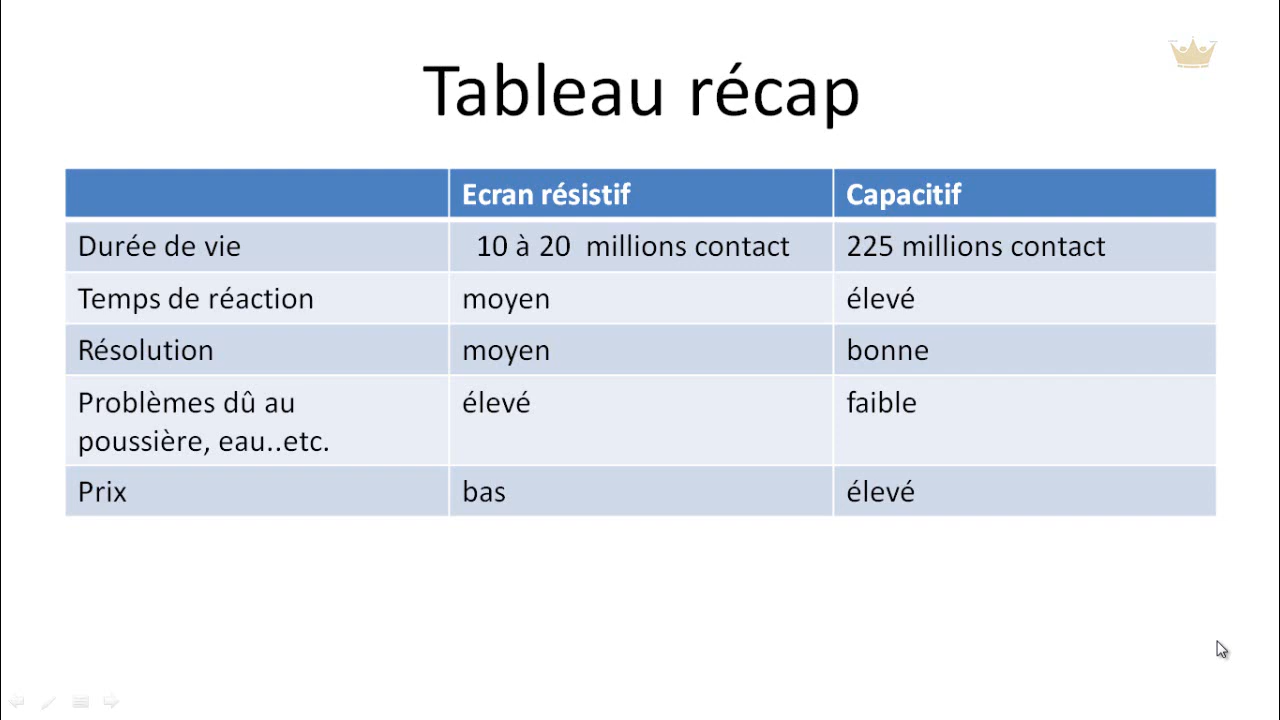 Tableau récap
Ecran résistif Capacitif
Durée de vie 10 à 20 millions contact 225 millions contact
Temps de réaction moyen élevé
Résolution moyen bonne
Problèmes dû au élevé faible
poussière, eau..etc.
Prix bas élevé